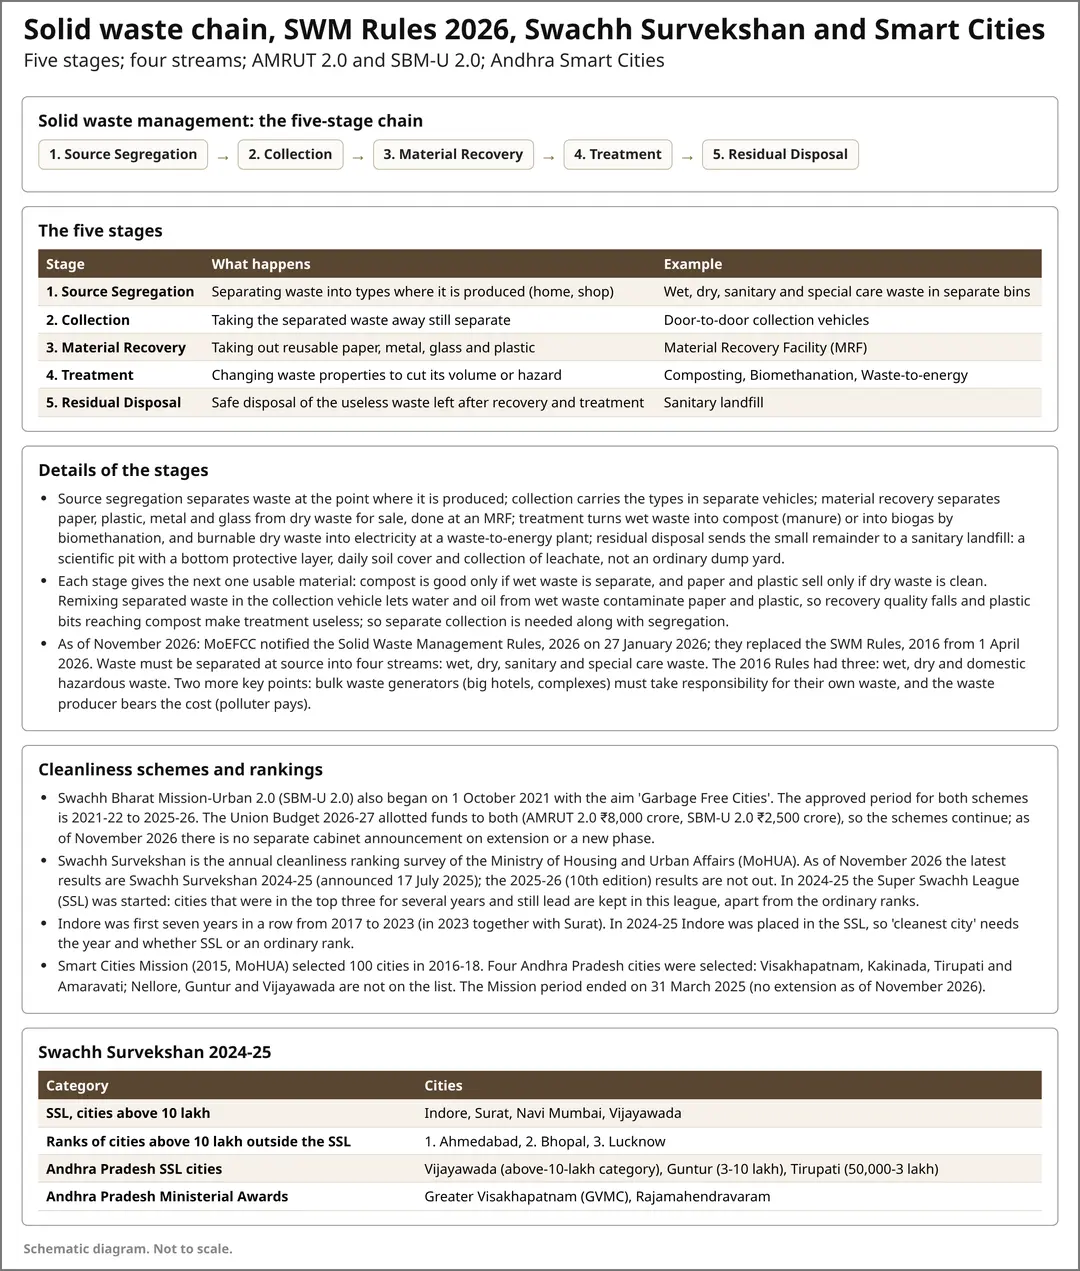 Solid waste chain, SWM Rules 2026, Swachh Survekshan and Smart Cities
Five stages; four streams; AMRUT 2.0 and SBM-U 2.0; Andhra Smart Cities
Solid waste management: the five-stage chain
1. Source Segregation → 2. Collection → 3. Material Recovery → 4. Treatment → 5. Residual Disposal
The five stages
Stage What happens Example
1. Source Segregation Separating waste into types where it is produced (home, shop) Wet, dry, sanitary and special care waste in separate bins
2. Collection Taking the separated waste away still separate Door-to-door collection vehicles
3. Material Recovery Taking out reusable paper, metal, glass and plastic Material Recovery Facility (MRF)
4. Treatment Changing waste properties to cut its volume or hazard Composting, Biomethanation, Waste-to-energy
5. Residual Disposal Safe disposal of the useless waste left after recovery and treatment Sanitary landfill
Details of the stages
• Source segregation separates waste at the point where it is produced; collection carries the types in separate vehicles; material recovery separates
paper, plastic, metal and glass from dry waste for sale, done at an MRF; treatment turns wet waste into compost (manure) or into biogas by
biomethanation, and burnable dry waste into electricity at a waste-to-energy plant; residual disposal sends the small remainder to a sanitary landfill: a
scientific pit with a bottom protective layer, daily soil cover and collection of leachate, not an ordinary dump yard.
• Each stage gives the next one usable material: compost is good only if wet waste is separate, and paper and plastic sell only if dry waste is clean.
Remixing separated waste in the collection vehicle lets water and oil from wet waste contaminate paper and plastic, so recovery quality falls and plastic
bits reaching compost make treatment useless; so separate collection is needed along with segregation.
• As of November 2026: MoEFCC notified the Solid Waste Management Rules, 2026 on 27 January 2026; they replaced the SWM Rules, 2016 from 1 April
2026. Waste must be separated at source into four streams: wet, dry, sanitary and special care waste. The 2016 Rules had three: wet, dry and domestic
hazardous waste. Two more key points: bulk waste generators (big hotels, complexes) must take responsibility for their own waste, and the waste
producer bears the cost (polluter pays).
Cleanliness schemes and rankings
• Swachh Bharat Mission-Urban 2.0 (SBM-U 2.0) also began on 1 October 2021 with the aim 'Garbage Free Cities'. The approved period for both schemes
is 2021-22 to 2025-26. The Union Budget 2026-27 allotted funds to both (AMRUT 2.0 ₹8,000 crore, SBM-U 2.0 ₹2,500 crore), so the schemes continue; as
of November 2026 there is no separate cabinet announcement on extension or a new phase.
• Swachh Survekshan is the annual cleanliness ranking survey of the Ministry of Housing and Urban Affairs (MoHUA). As of November 2026 the latest
results are Swachh Survekshan 2024-25 (announced 17 July 2025); the 2025-26 (10th edition) results are not out. In 2024-25 the Super Swachh League
(SSL) was started: cities that were in the top three for several years and still lead are kept in this league, apart from the ordinary ranks.
• Indore was first seven years in a row from 2017 to 2023 (in 2023 together with Surat). In 2024-25 Indore was placed in the SSL, so 'cleanest city' needs
the year and whether SSL or an ordinary rank.
• Smart Cities Mission (2015, MoHUA) selected 100 cities in 2016-18. Four Andhra Pradesh cities were selected: Visakhapatnam, Kakinada, Tirupati and
Amaravati; Nellore, Guntur and Vijayawada are not on the list. The Mission period ended on 31 March 2025 (no extension as of November 2026).
Swachh Survekshan 2024-25
Category Cities
SSL, cities above 10 lakh Indore, Surat, Navi Mumbai, Vijayawada
Ranks of cities above 10 lakh outside the SSL 1. Ahmedabad, 2. Bhopal, 3. Lucknow
Andhra Pradesh SSL cities Vijayawada (above-10-lakh category), Guntur (3-10 lakh), Tirupati (50,000-3 lakh)
Andhra Pradesh Ministerial Awards Greater Visakhapatnam (GVMC), Rajamahendravaram
Schematic diagram. Not to scale.